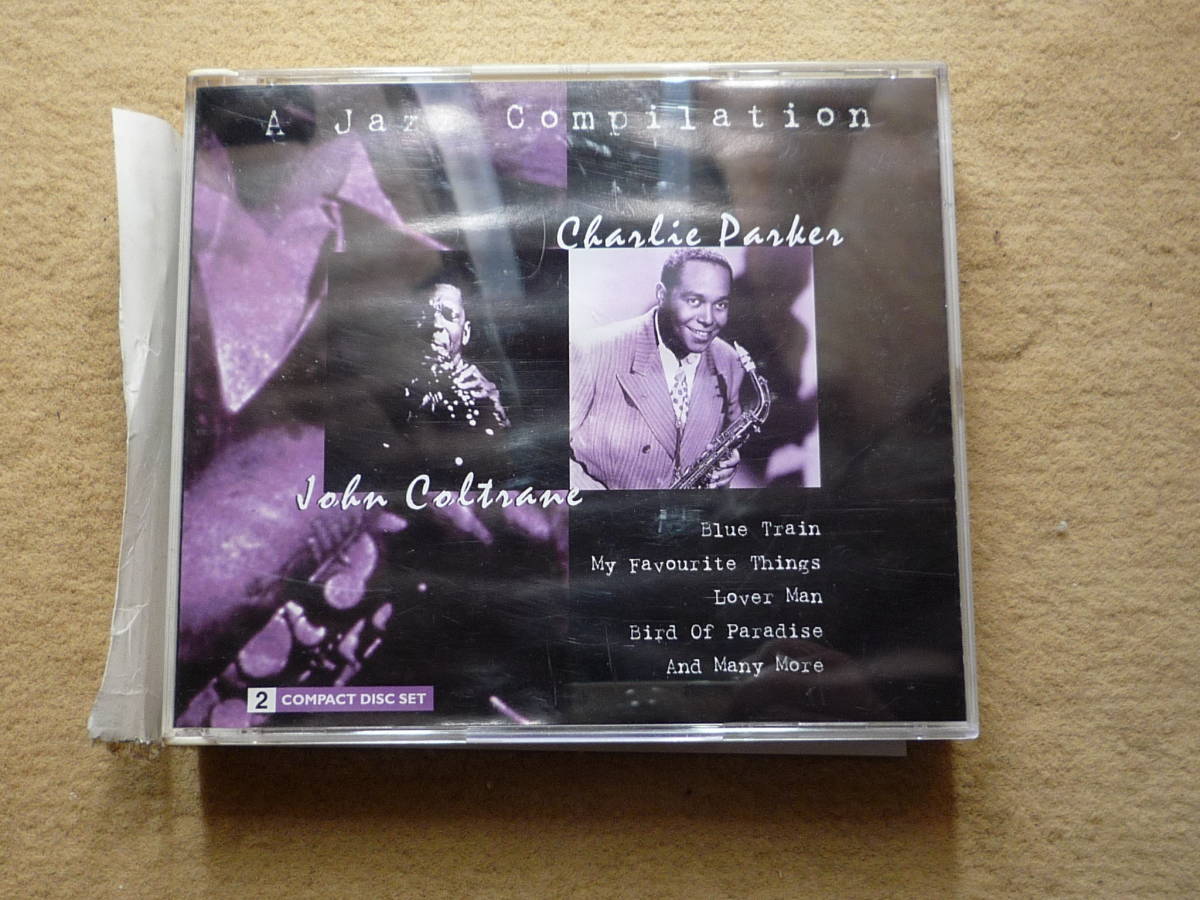 A Jazz Compilation
Charlie Parker
John Coltrane
Blue Train
My Favourite Things
Lover Man
Bird Of Paradise
And Many More
2 COMPACT DISC SET